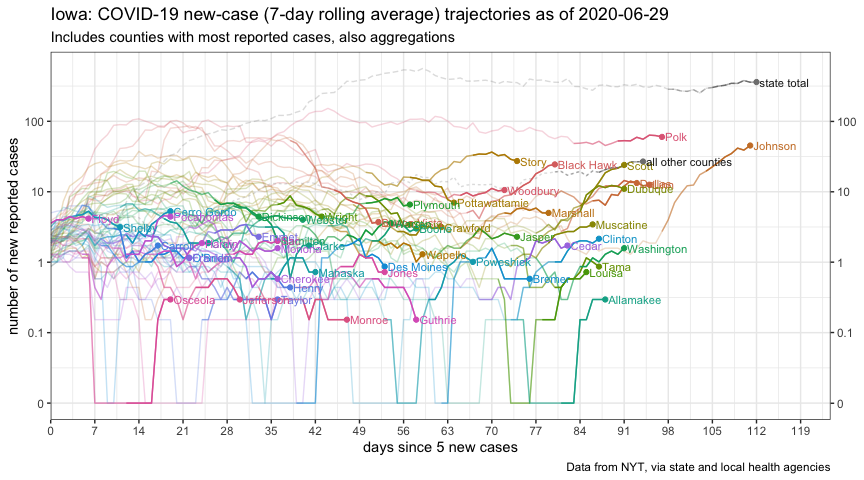 Iowa: COVID-19 new-case (7-day rolling average) trajectories as of 2020-06-29
Includes counties with most reported cases, also aggregations
number of new reported cases
100
10
1
0.1
0
state total
Polk
Johnson
Story
Black Hawk
all other counties
Scott
Woodbury
Dubuque
Pottawattamie
Plymouth
Marshall
Floyd
Cerro Gordo
Pocahontas
Dickinson
Webster
Wright
Shelby
Crawford
Boone
Muscatine
Emmet
Hamilton
Jasper
Clinton
Carroll
Monona
Cedar
Washington
O'Brien
Wapello
Poweshiek
Des Moines
Mahaska
Jones
Tama
Louisa
Cherokee
Bremer
Henry
Osceola
Jefferson
Taylor
Allamakee
Monroe
Guthrie
100
10
1
0.1
0
0 7 14 21 28 35 42 49 56 63 70 77 84 91 98 105 112 119
days since 5 new cases
Data from NYT, via state and local health agencies